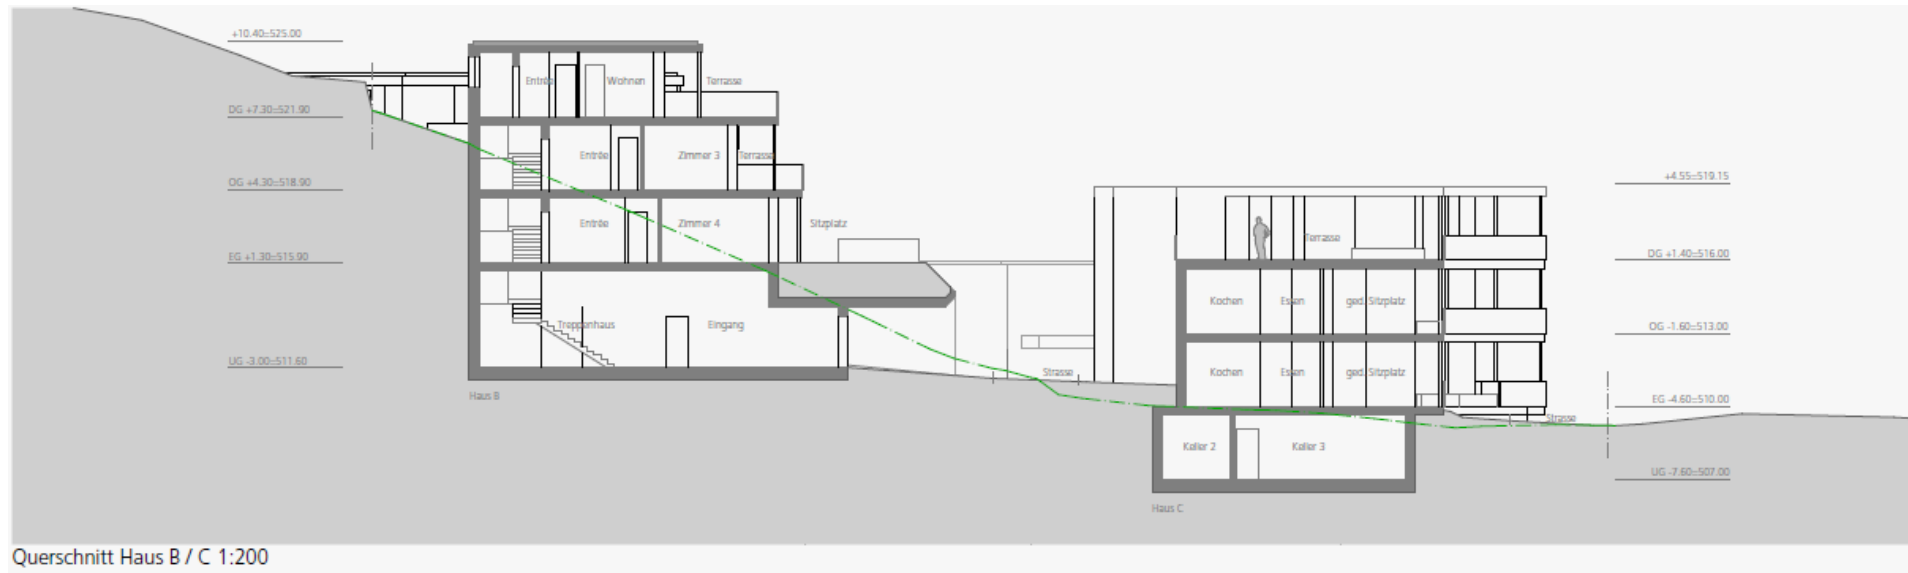 +10.40=525.00
Entrée
Wohnen
Terrasse
DG +7.30=521.90
Entrée
Zimmer 3
Terrasse
OG +4.30=518.90
+4.55=519.15
Entrée
Zimmer 4
Sitzplatz
Terrasse
EG +1.30=515.90
DG +1.40=516.00
Kochen
Essen
ged. Sitzplatz
Treppenhaus
Eingang
OG -1.60=513.00
UG -3.00=511.60
Strasse
Kochen
Essen
ged. Sitzplatz
Haus B
EG -4.60=510.00
Strasse
Keller 2
Keller 3
UG -7.60=507.00
Haus C
Querschnitt Haus B / C 1:200